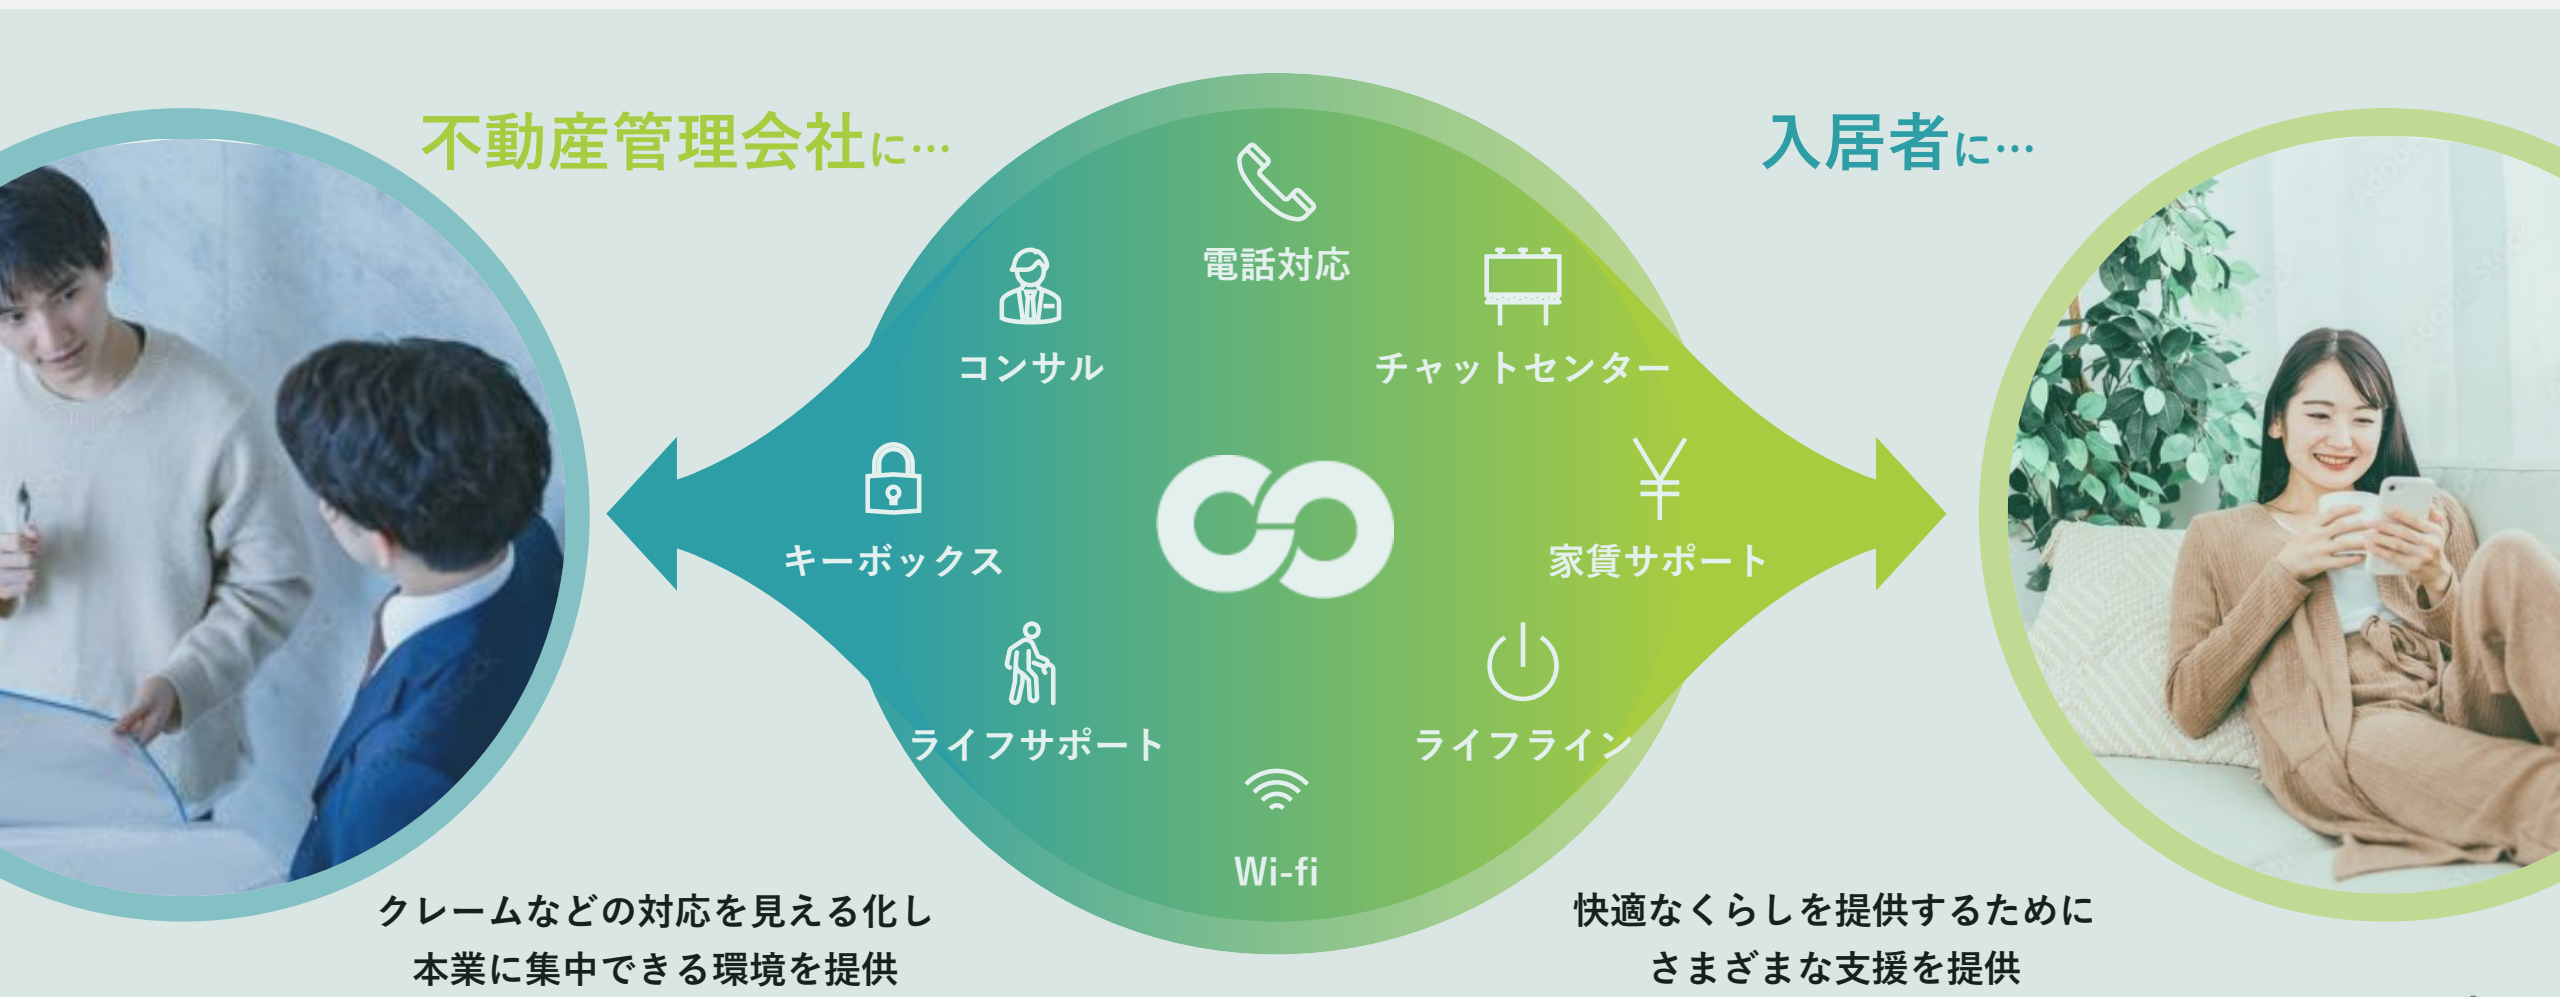 不動産管理会社に…
入居者に…
電話対応
コンサル
チャットセンター
キーボックス
家賃サポート
ライフサポート
ライフライン
Wi-fi
クレームなどの対応を見える化し
本業に集中できる環境を提供
快適なくらしを提供するために
さまざまな支援を提供